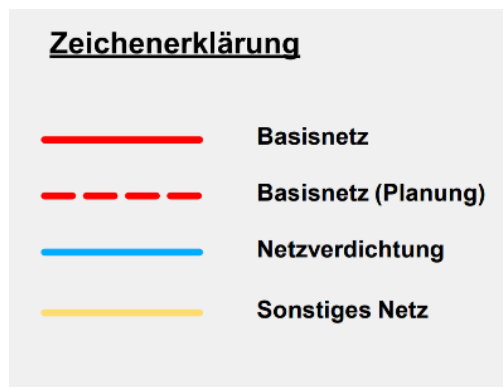 Zeichenerklärung
Basisnetz
Basisnetz (Planung)
Netzverdichtung
Sonstiges Netz